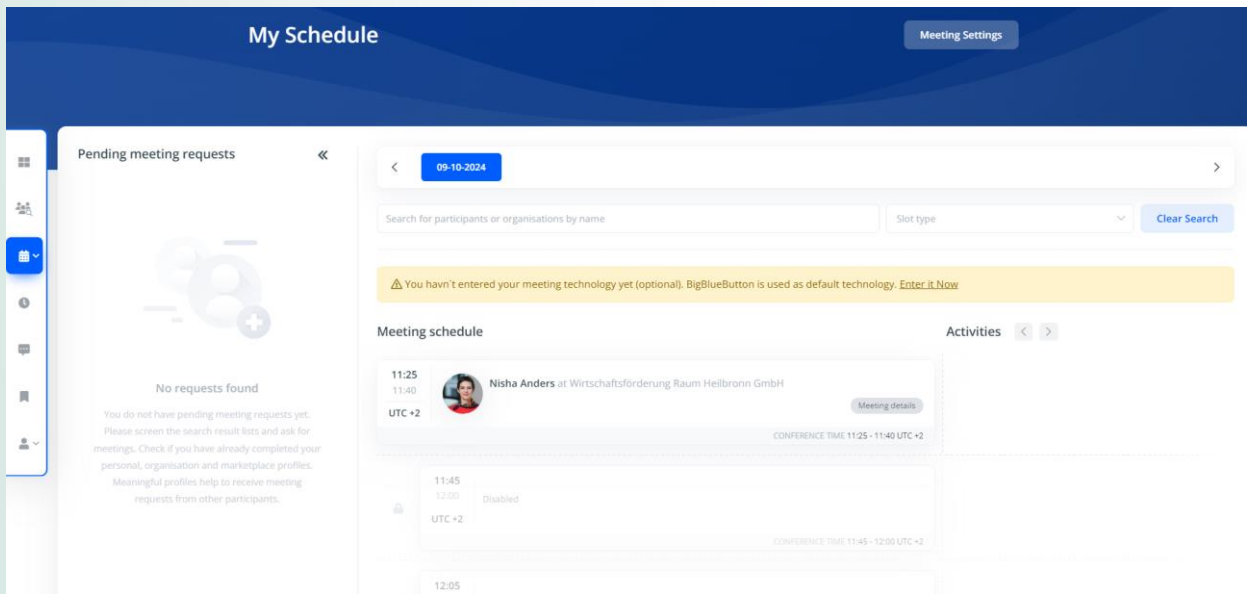 My Schedule
Meeting Settings
Pending meeting requests
09-10-2024
Search for participants or organisations by name
Slot type
Clear Search
You havn`t entered your meeting technology yet (optional). BigBlueButton is used as default technology. Enter it Now
Meeting schedule
Activities
No requests found
You do not have pending meeting requests yet.
Please screen the search result lists and ask for
meetings. Check if you have already completed your
personal, organisation and marketplace profiles.
Meaningful profiles help to receive meeting
requests from other participants.
11:25
11:40
UTC +2
Nisha Anders at Wirtschaftsförderung Raum Heilbronn GmbH
Meeting details
CONFERENCE TIME 11:25 - 11:40 UTC +2
11:45
12:00
UTC +2
Disabled
CONFERENCE TIME 11:45 - 12:00 UTC +2
12:05